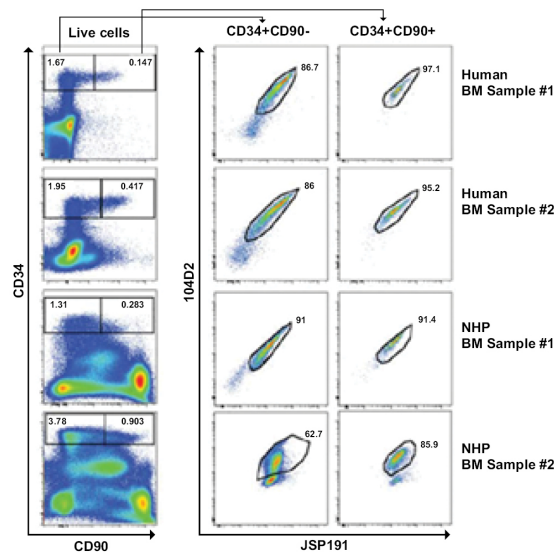 Live cells
CD34+CD90-
CD34+CD90+
1.67
0.147
86.7
97.1
Human
BM Sample #1
1.95
0.417
86
95.2
Human
BM Sample #2
1.31
0.283
91
91.4
NHP
BM Sample #1
3.78
0.903
62.7
85.9
NHP
BM Sample #2
CD34
104D2
CD90
JSP191